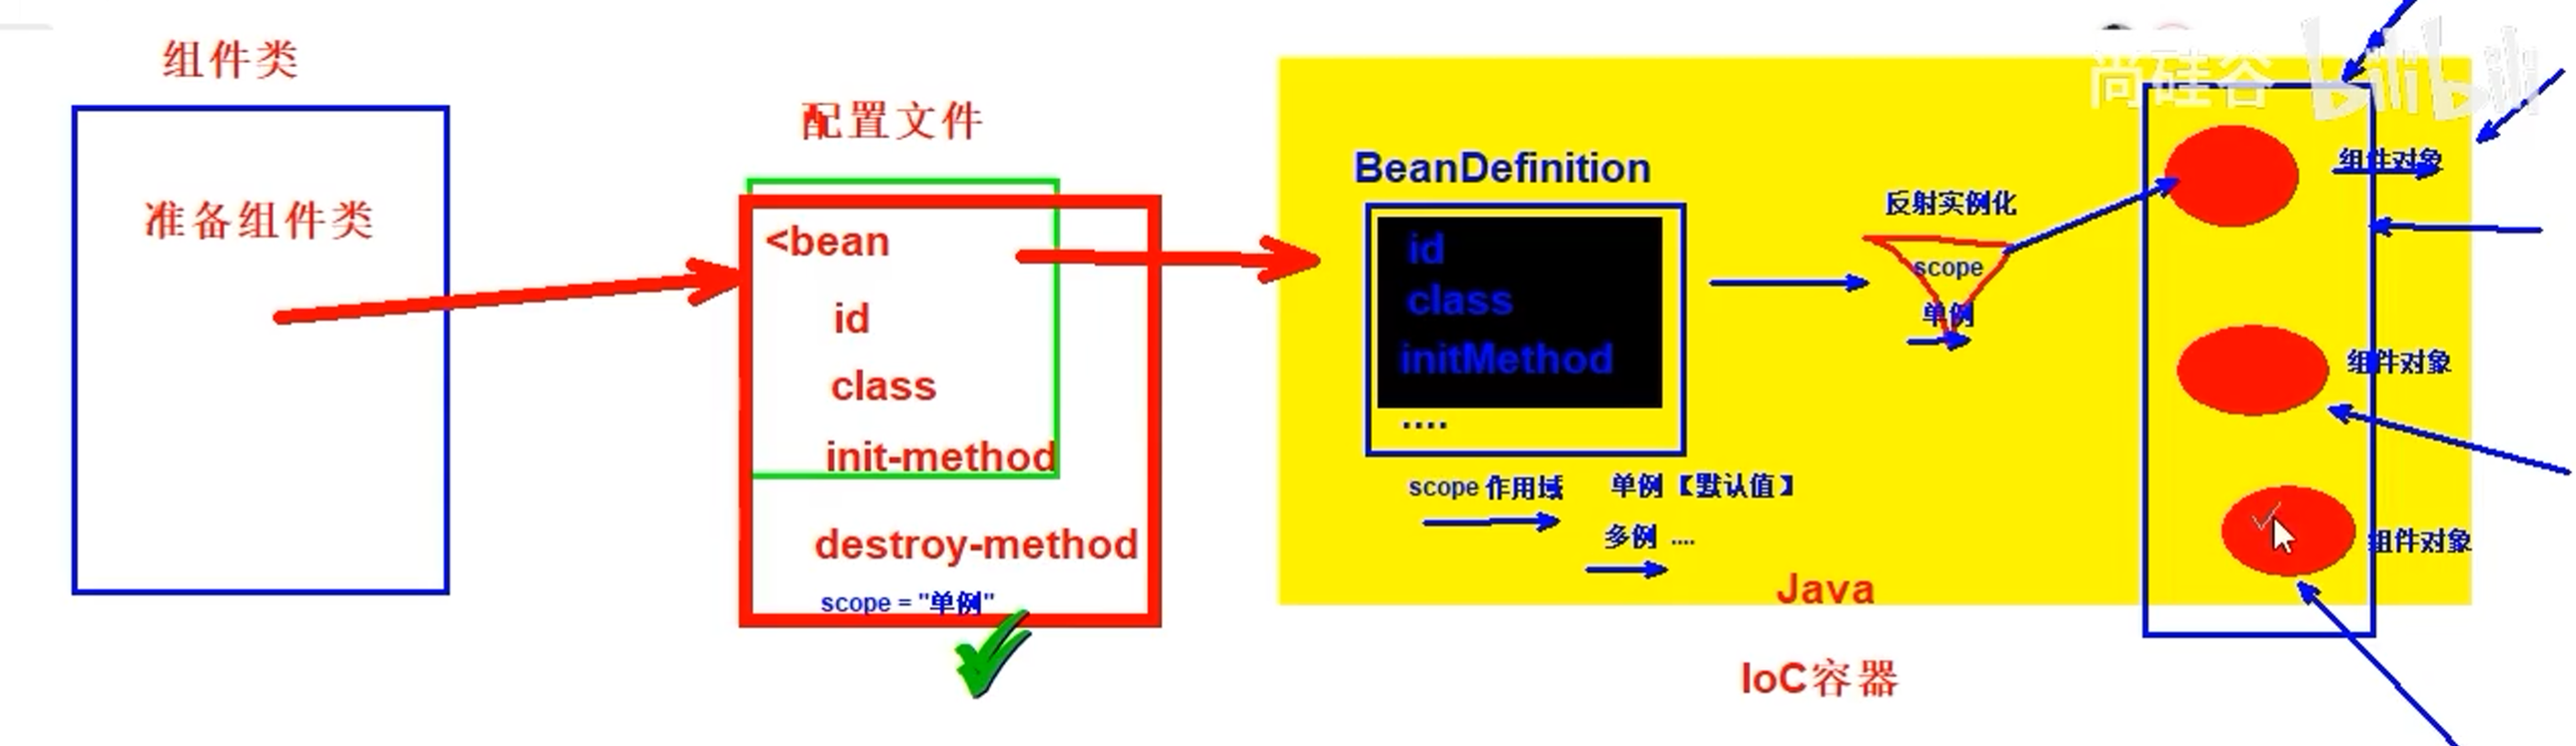 组件类
准备组件类
配置文件
<bean
id
class
init-method
destroy-method
scope = "单例"
BeanDefinition
id
class
initMethod
....
scope 作用域
单例【默认值】
多例 ....
反射实例化
scope
单例
组件对象
组件对象
组件对象
Java
IoC容器
尚硅谷
bilibili